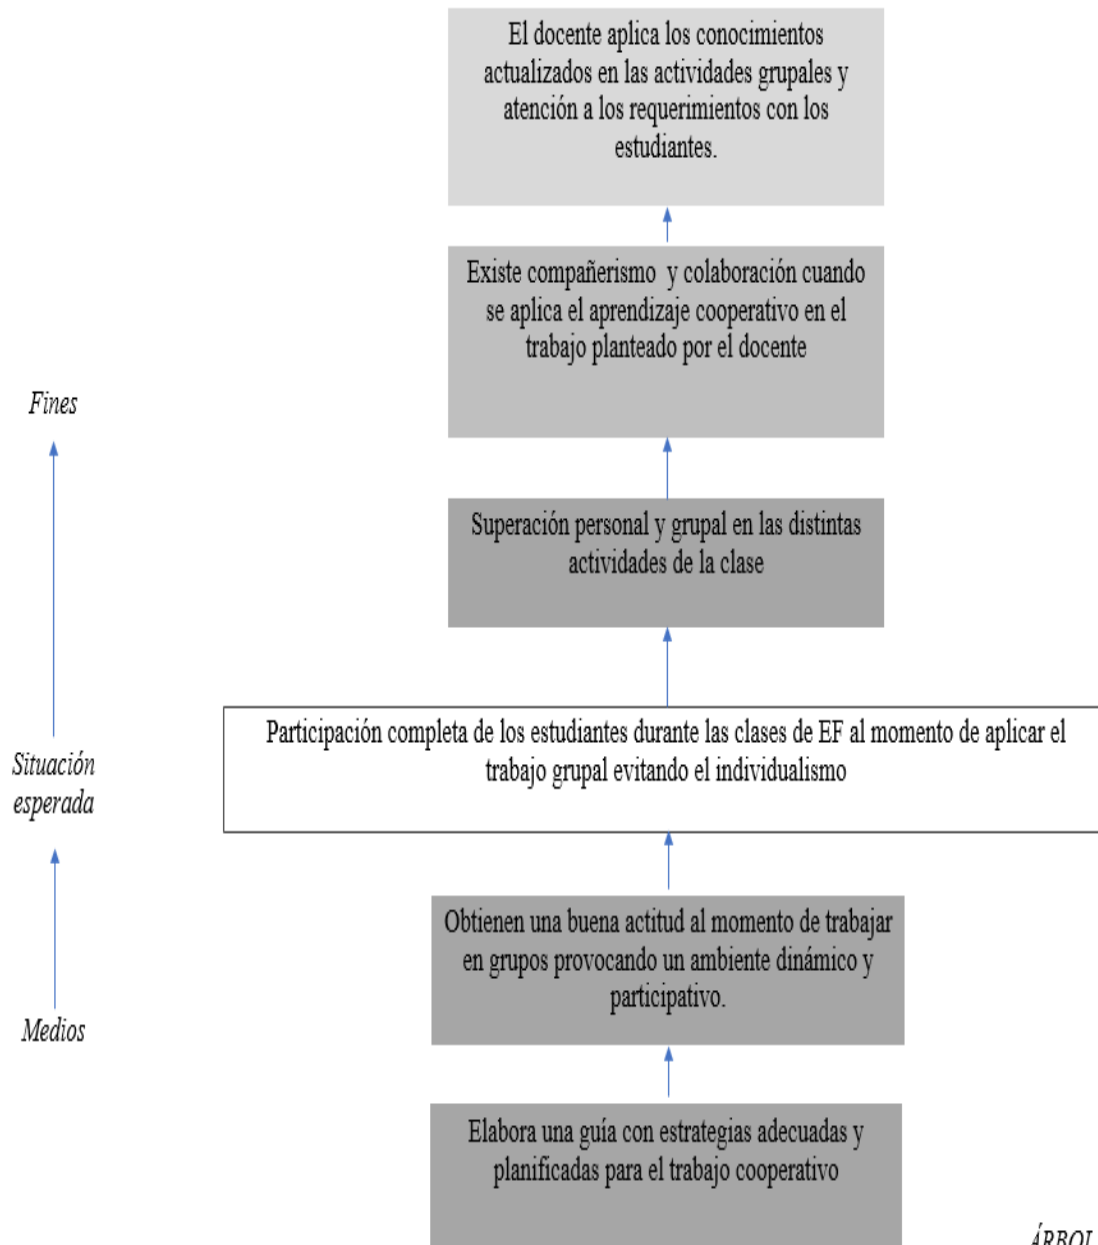 El docente aplica los conocimientos
actualizados en las actividades grupales y
atención a los requerimientos con los
estudiantes.
Existe compañerismo y colaboración cuando
se aplica el aprendizaje cooperativo en el
trabajo planteado por el docente
Fines
Superación personal y grupal en las distintas
actividades de la clase
Situación
esperada
Participación completa de los estudiantes durante las clases de EF al momento de aplicar el
trabajo grupal evitando el individualismo
Obtienen una buena actitud al momento de trabajar
en grupos provocando un ambiente dinámico y
participativo.
Medios
Elabora una guía con estrategias adecuadas y
planificadas para el trabajo cooperativo
ÁRBOL